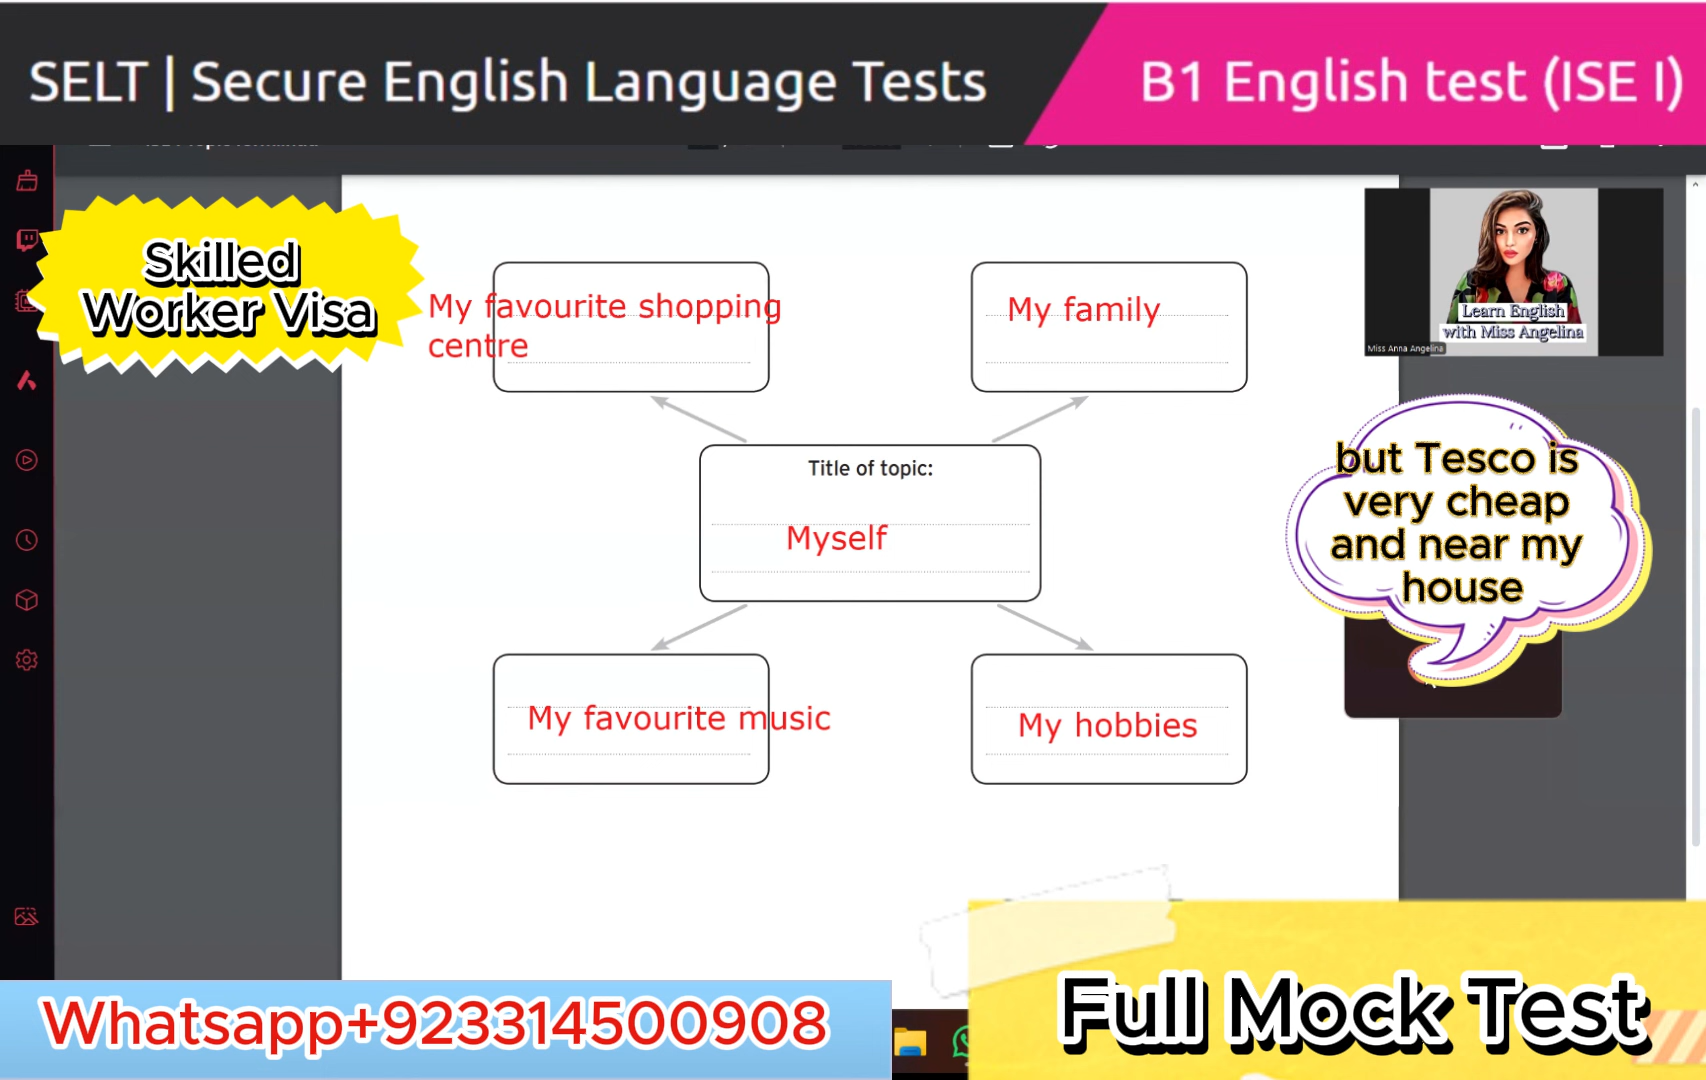 SELT | Secure English Language Tests
B1 English test (ISE I)
Skilled
Worker Visa
My favourite shopping
centre
My family
Learn English
with Miss Angelina
Miss Anna Angelina
Title of topic:
Myself
but Tesco is
very cheap
and near my
house
My favourite music
My hobbies
Whatsapp+923314500908
Full Mock Test